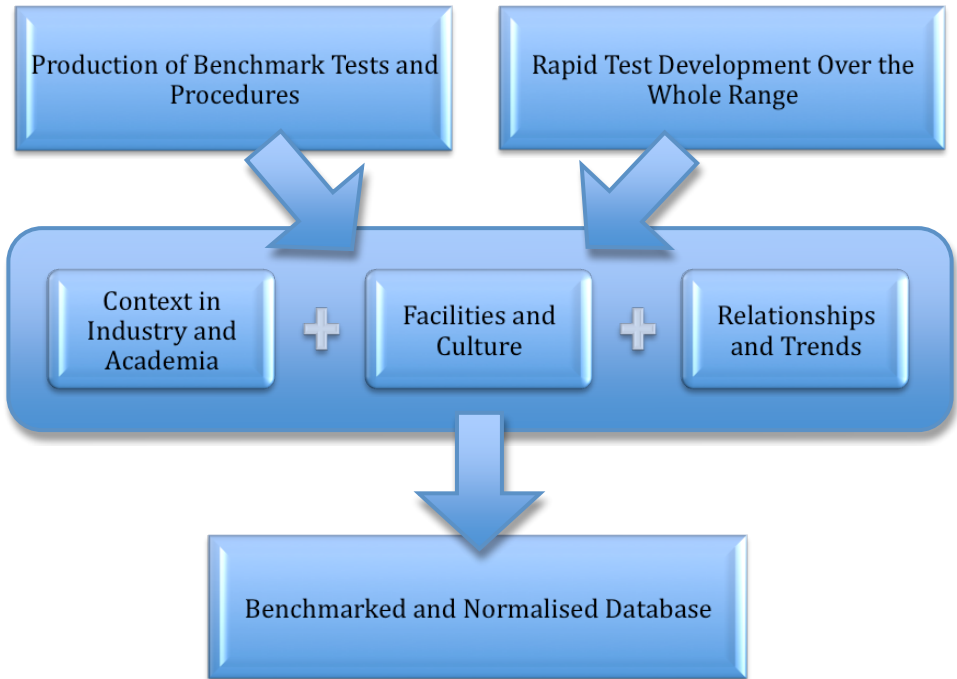 Production of Benchmark Tests and
Procedures
Rapid Test Development Over the
Whole Range
Context in
Industry and
Academia
+
Facilities and
Culture
+
Relationships
and Trends
Benchmarked and Normalised Database